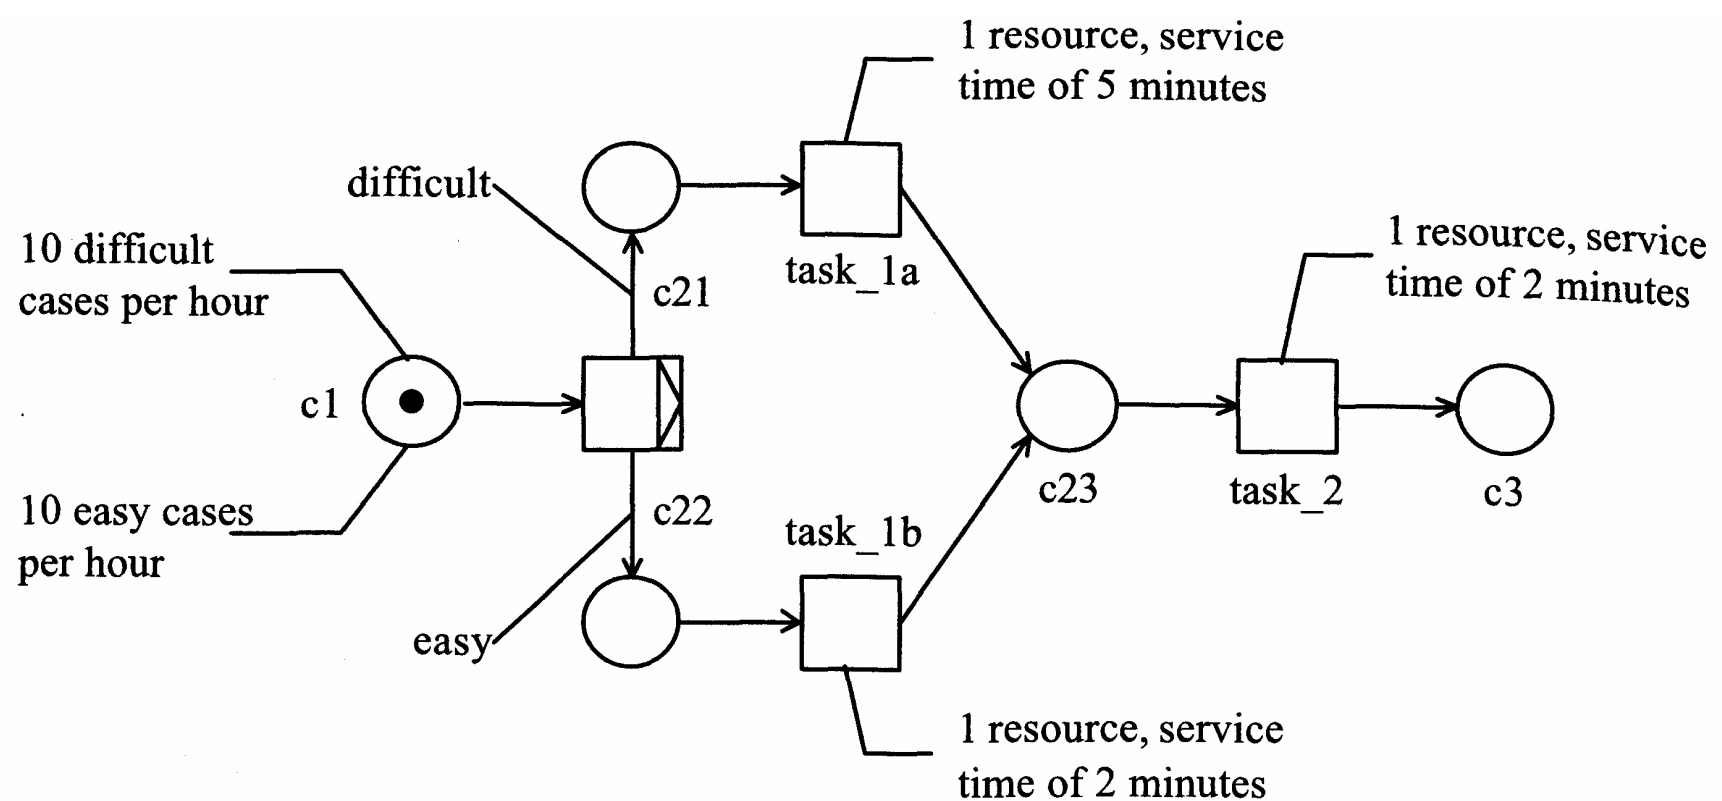 1 resource, service
time of 5 minutes
difficult
10 difficult
cases per hour
c21
task_1a
1 resource, service
time of 2 minutes
c1
c23
task_2
c3
10 easy cases
per hour
c22
task_1b
easy
1 resource, service
time of 2 minutes